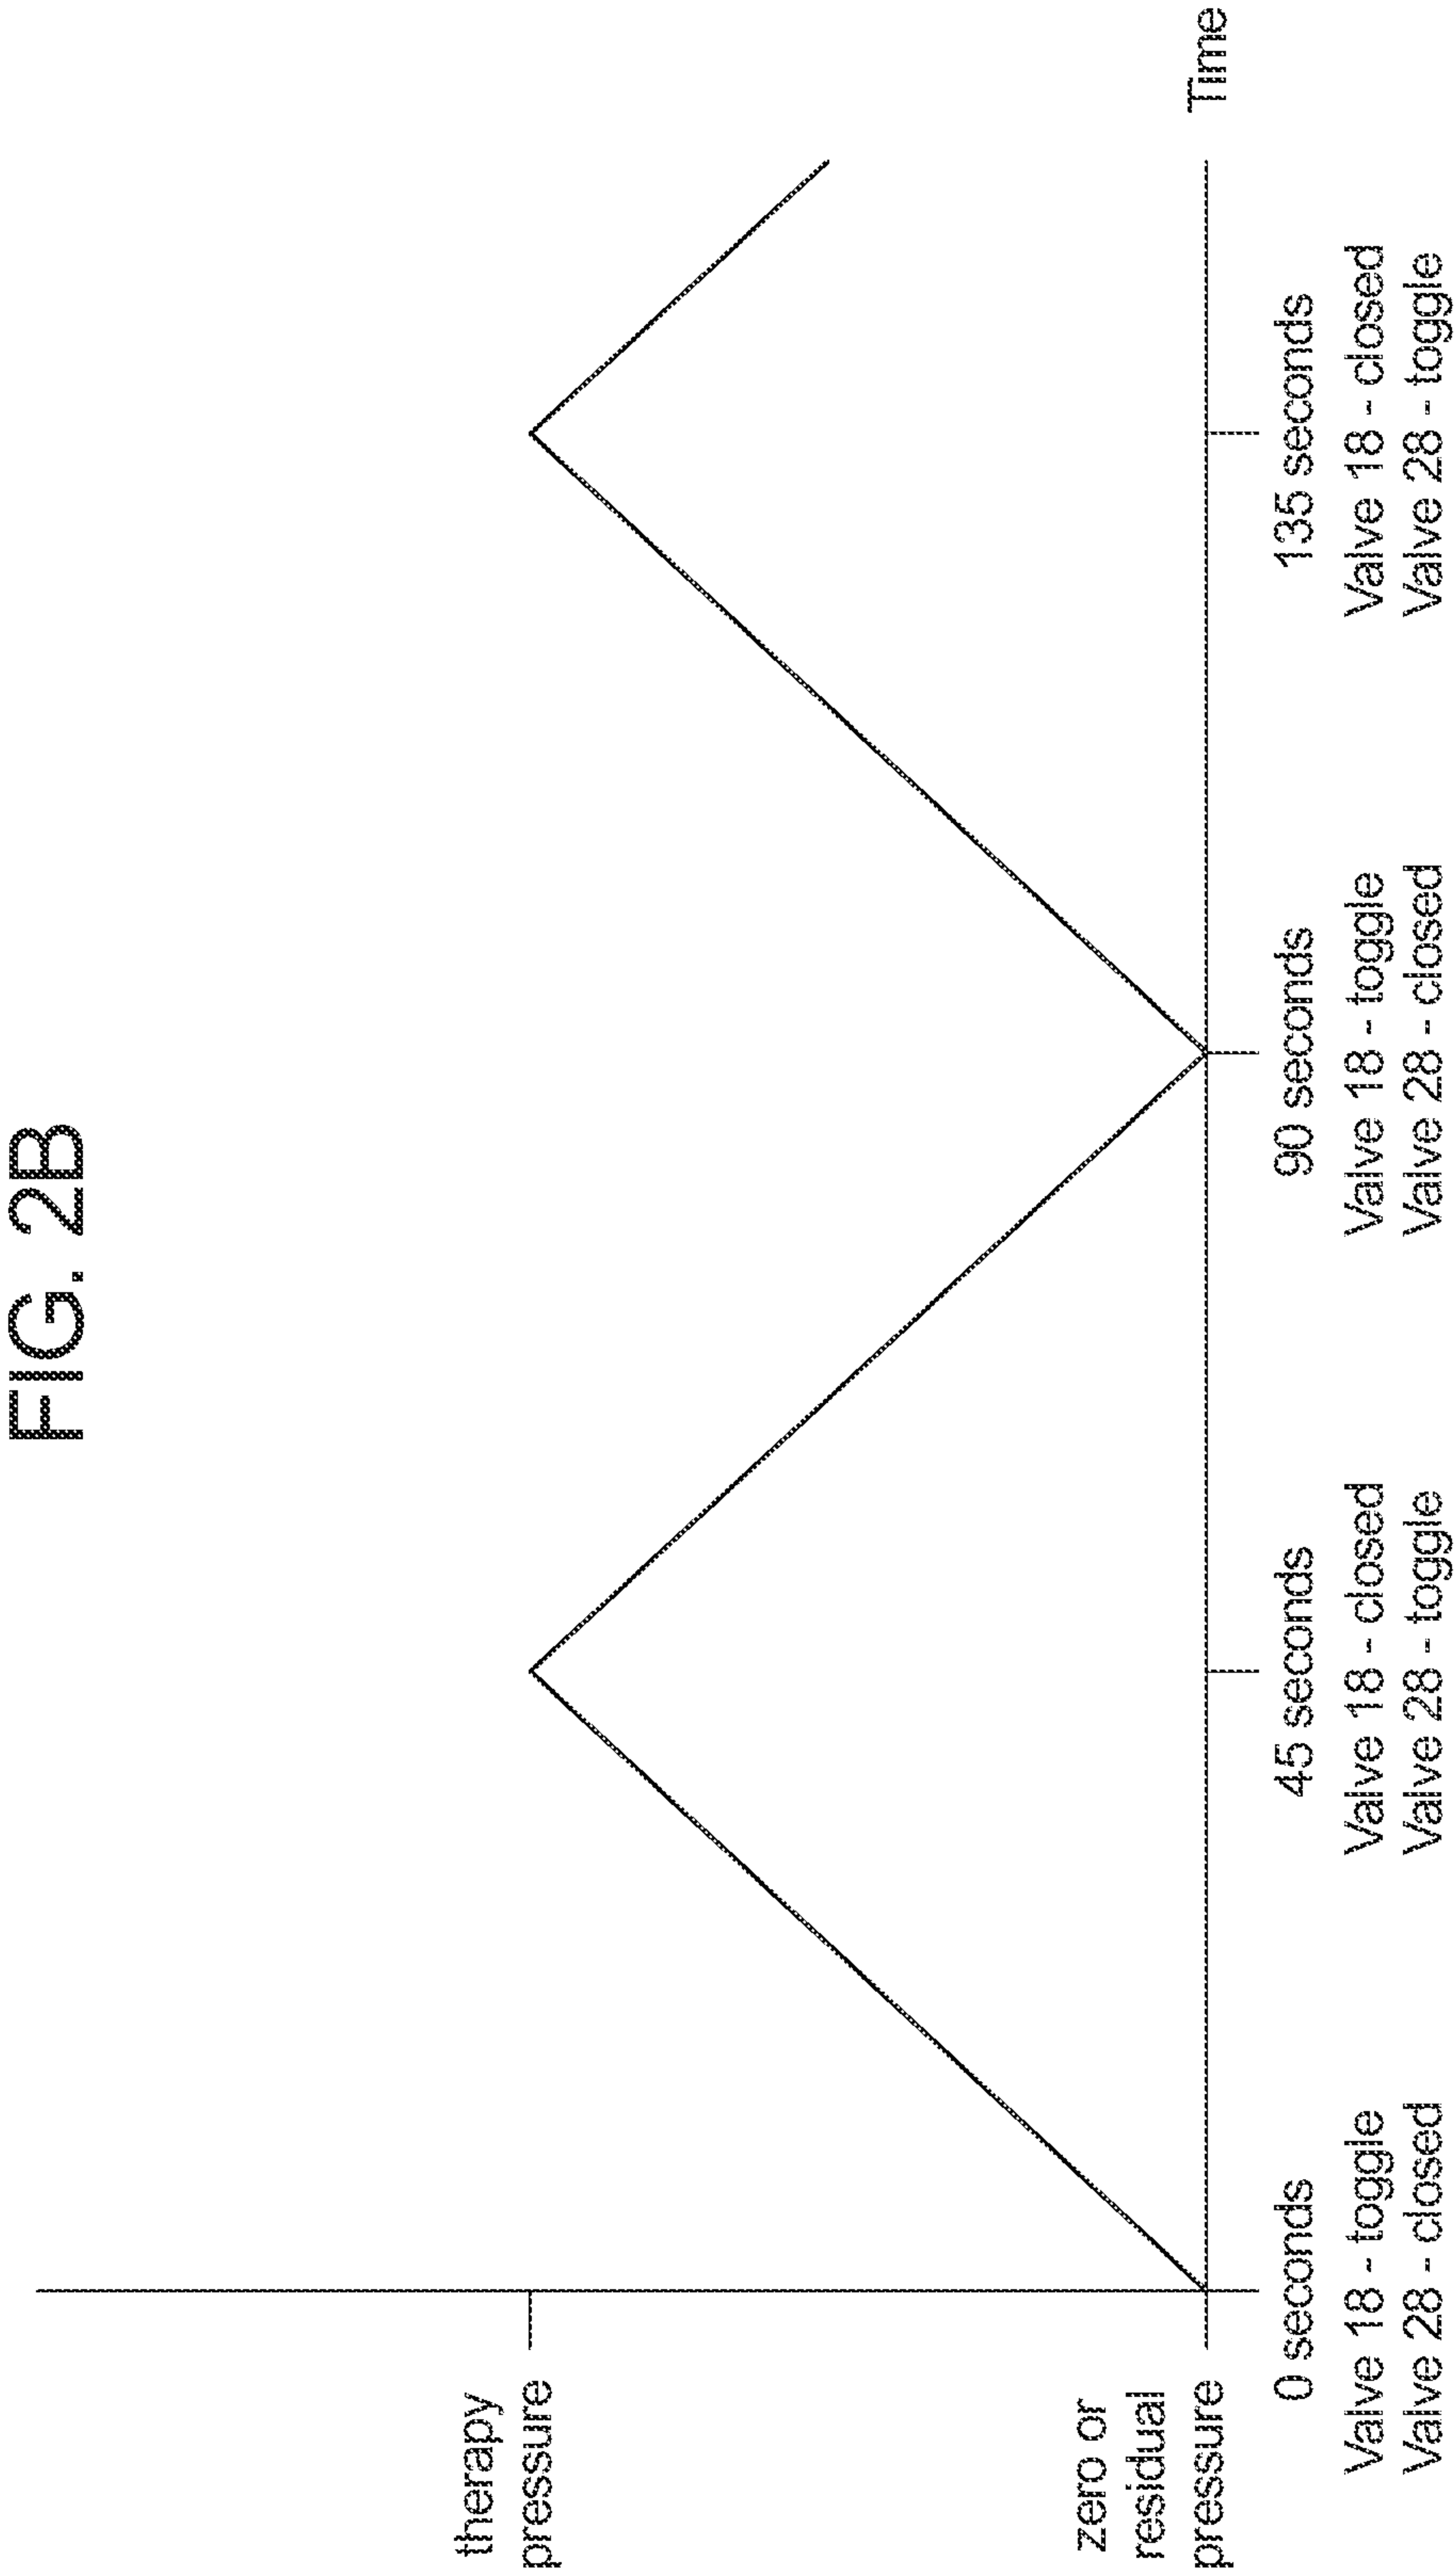 FIG. 2B
therapy
pressure
zero or
residual
pressure
Time
0 seconds
Valve 18 - toggle
Valve 28 - closed
45 seconds
Valve 18 - closed
Valve 28 - toggle
90 seconds
Valve 18 - toggle
Valve 28 - closed
135 seconds
Valve 18 - closed
Valve 28 - toggle